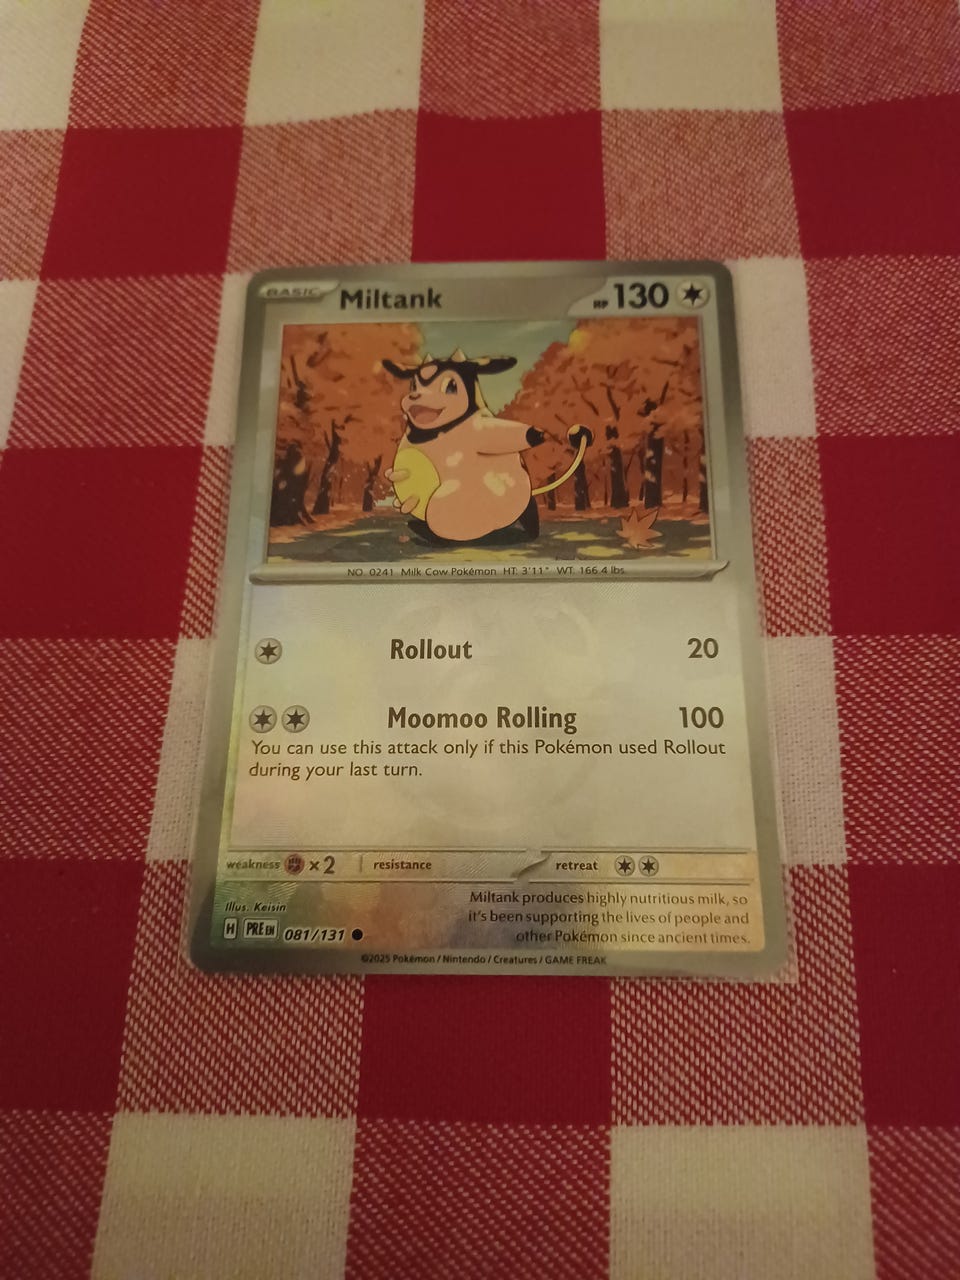 BASIC Miltank HP 130
NO. 0241 Milk Cow Pokémon HT: 3'11" WT: 166.4 lbs.
Rollout 20
Moomoo Rolling 100
You can use this attack only if this Pokémon used Rollout
during your last turn.
weakness ×2 resistance retreat
Illus. Keisin
Miltank produces highly nutritious milk, so
it's been supporting the lives of people and
other Pokémon since ancient times.
H PRE EN 081/131
©2025 Pokémon / Nintendo / Creatures / GAME FREAK